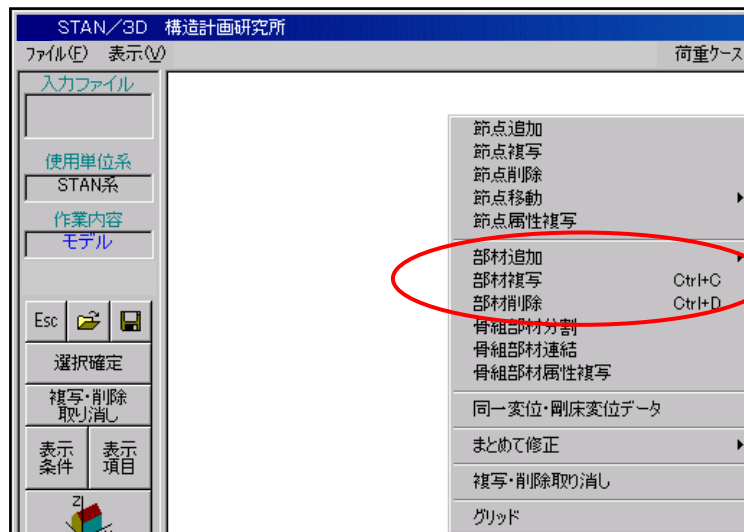 STAN／3D 構造計画研究所
ファイル(F) 表示(V) 荷重ケース
入力ファイル
使用単位系
STAN系
作業内容
モデル
Esc
選択確定
複写・削除
取り消し
表示
条件
表示
項目
Z
節点追加
節点複写
節点削除
節点移動
節点属性複写
部材追加
部材複写 Ctrl+C
部材削除 Ctrl+D
骨組部材分割
骨組部材連結
骨組部材属性複写
同一変位・剛床変位データ
まとめて修正
複写・削除取り消し
グリッド